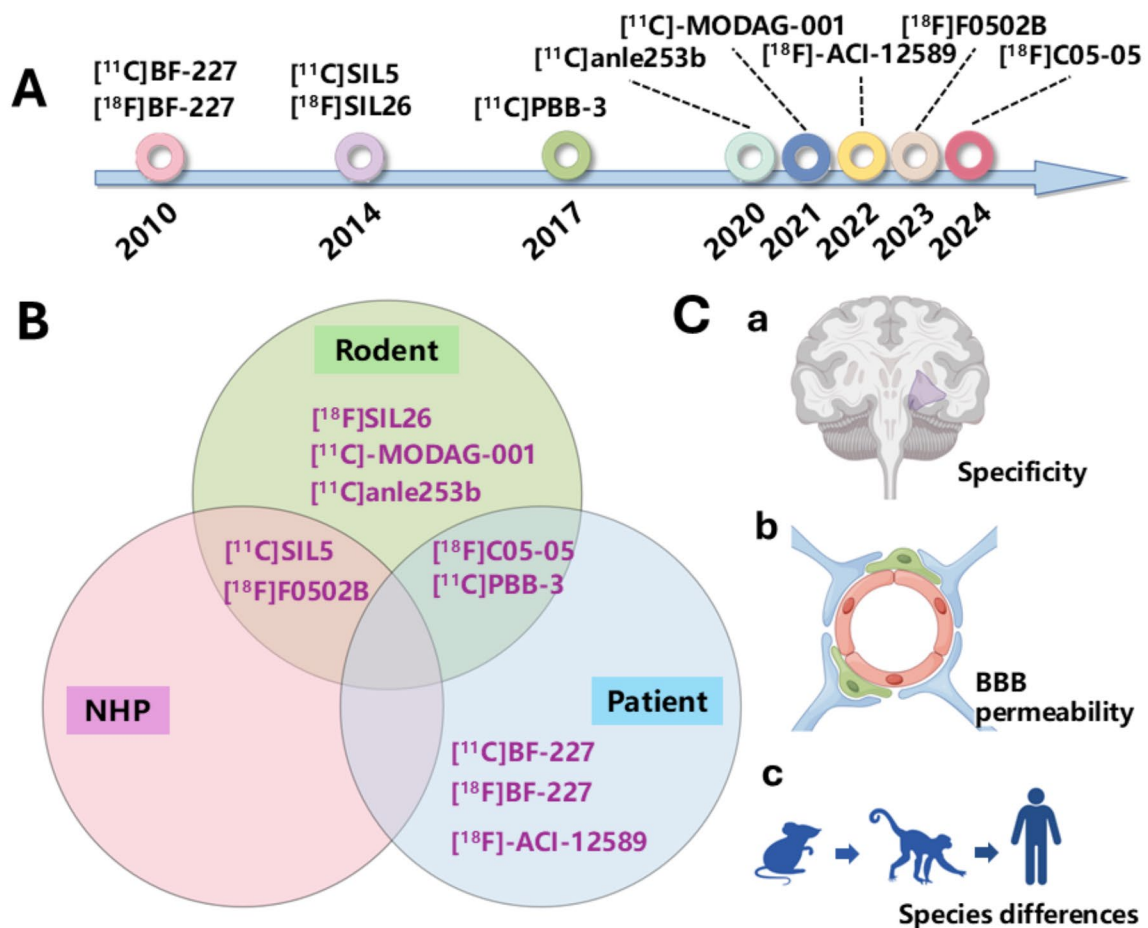 A
[¹¹C]BF-227
[¹⁸F]BF-227
[¹¹C]SIL5
[¹⁸F]SIL26
[¹¹C]PBB-3
[¹¹C]anle253b
[¹¹C]-MODAG-001
[¹⁸F]-ACI-12589
[¹⁸F]F0502B
[¹⁸F]C05-05
2010
2014
2017
2020
2021
2022
2023
2024
B
Rodent
[¹⁸F]SIL26
[¹¹C]-MODAG-001
[¹¹C]anle253b
[¹¹C]SIL5
[¹⁸F]F0502B
[¹⁸F]C05-05
[¹¹C]PBB-3
NHP
Patient
[¹¹C]BF-227
[¹⁸F]BF-227
[¹⁸F]-ACI-12589
C
a
Specificity
b
BBB
permeability
c
Species differences